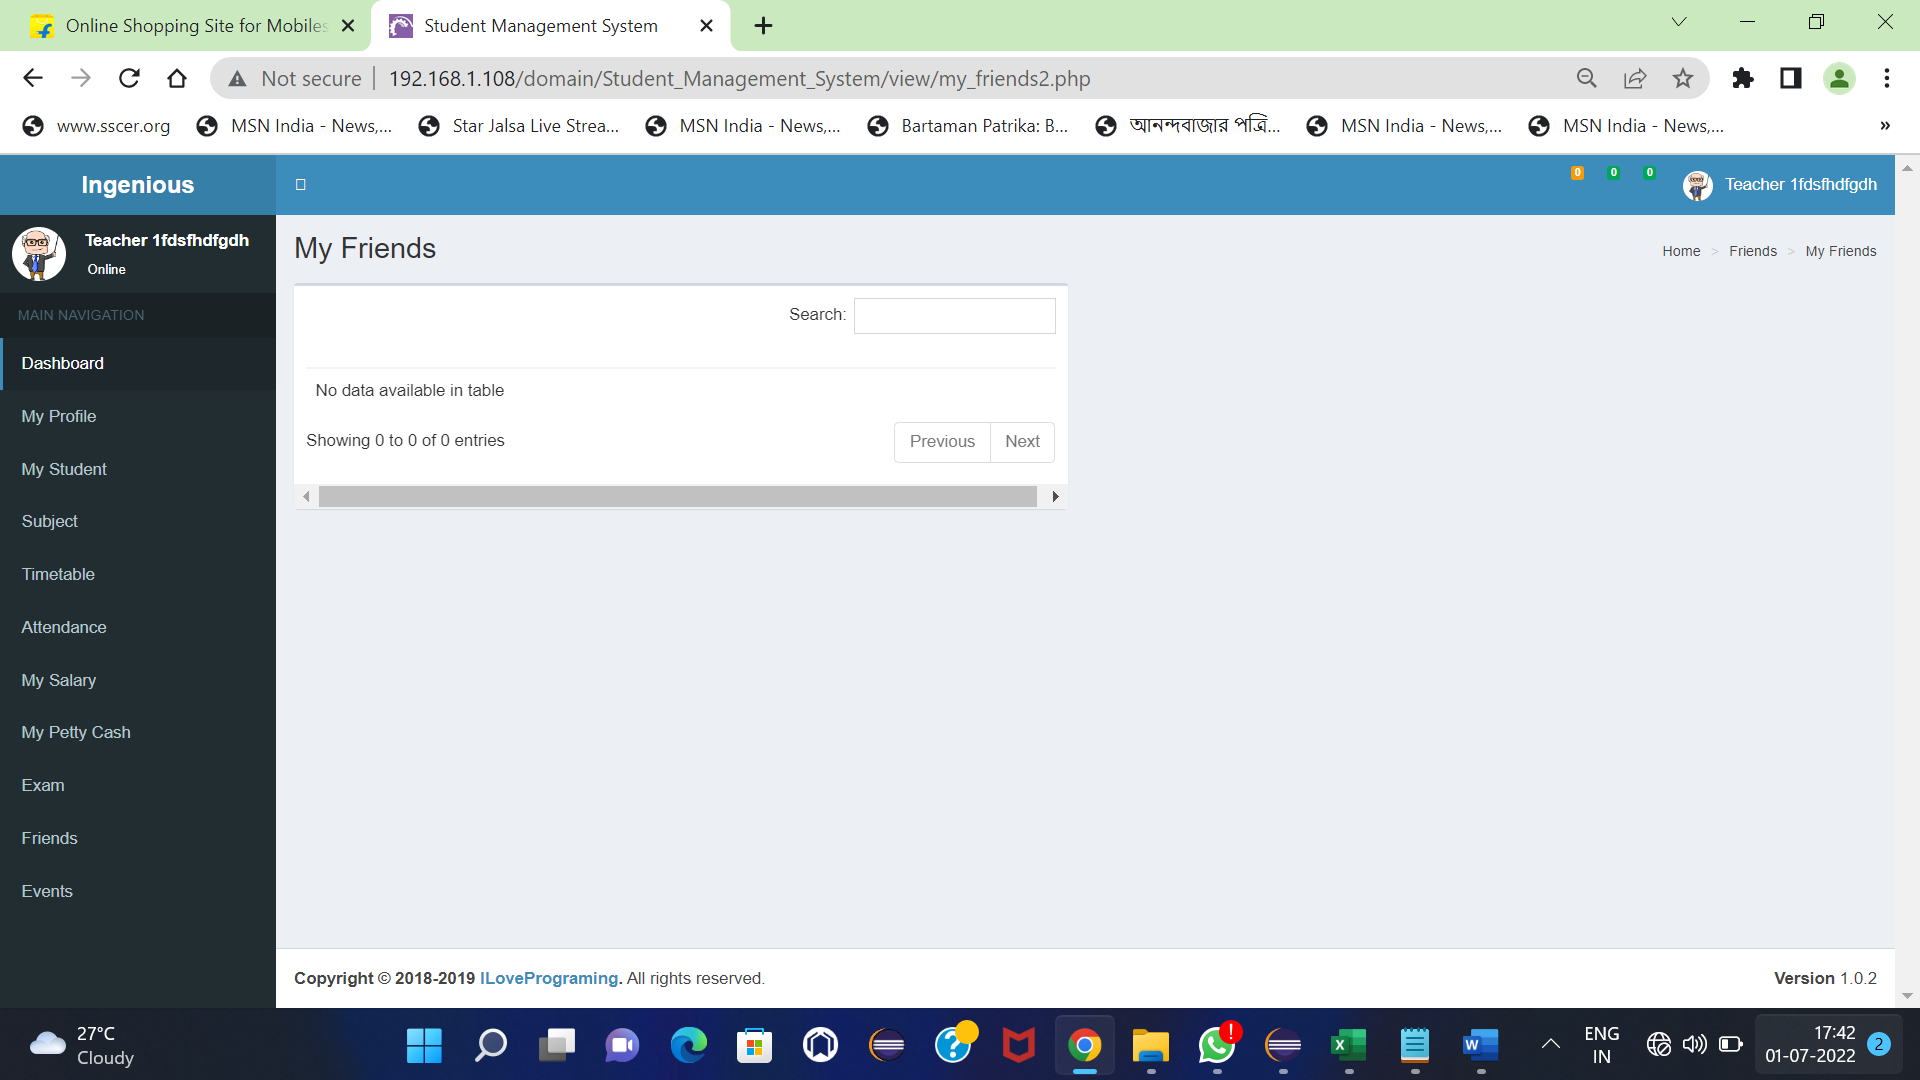 Online Shopping Site for Mobiles
Student Management System
Not secure 192.168.1.108/domain/Student_Management_System/view/my_friends2.php
www.sscer.org MSN India - News,... Star Jalsa Live Strea... MSN India - News,... Bartaman Patrika: B... আনন্দবাজার পত্রি... MSN India - News,... MSN India - News,... »
Ingenious
0 0 0 Teacher 1fdsfhdfgdh
Teacher 1fdsfhdfgdh
Online
MAIN NAVIGATION
Dashboard
My Profile
My Student
Subject
Timetable
Attendance
My Salary
My Petty Cash
Exam
Friends
Events
My Friends
Home > Friends > My Friends
Search:
No data available in table
Showing 0 to 0 of 0 entries
Previous Next
Copyright © 2018-2019 ILovePrograming. All rights reserved.
Version 1.0.2
27°C
Cloudy
ENG
IN
17:42
01-07-2022
2